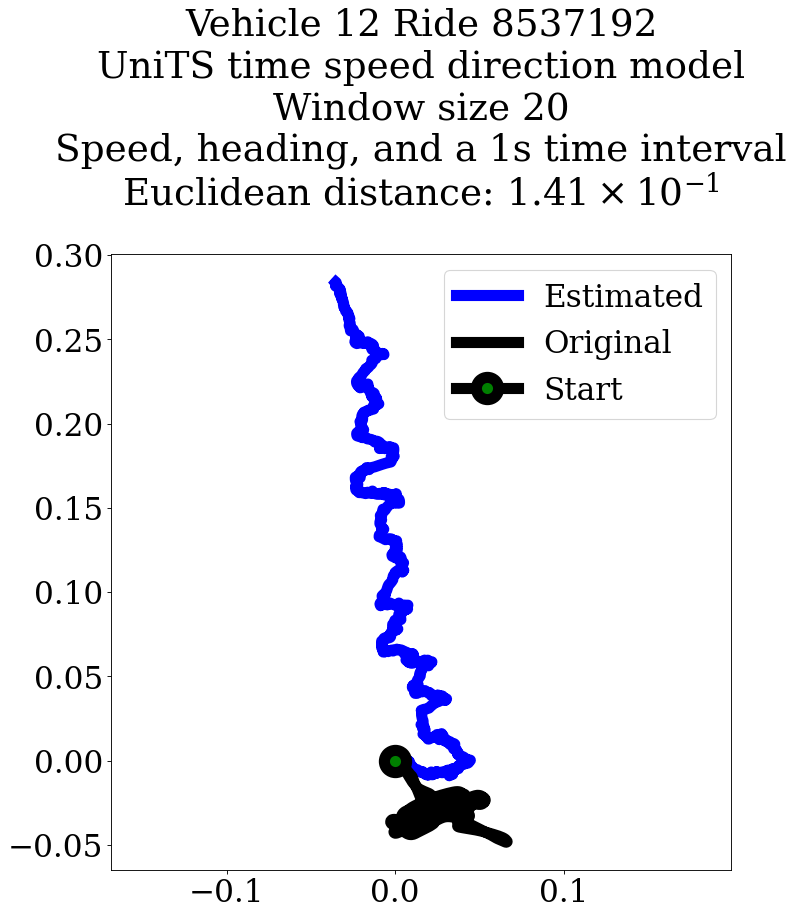 Vehicle 12 Ride 8537192
UniTS time speed direction model
Window size 20
Speed, heading, and a 1s time interval
Euclidean distance: 1.41 × 10⁻¹
0.30
0.25
0.20
0.15
0.10
0.05
0.00
−0.05
−0.1
0.0
0.1
Estimated
Original
Start